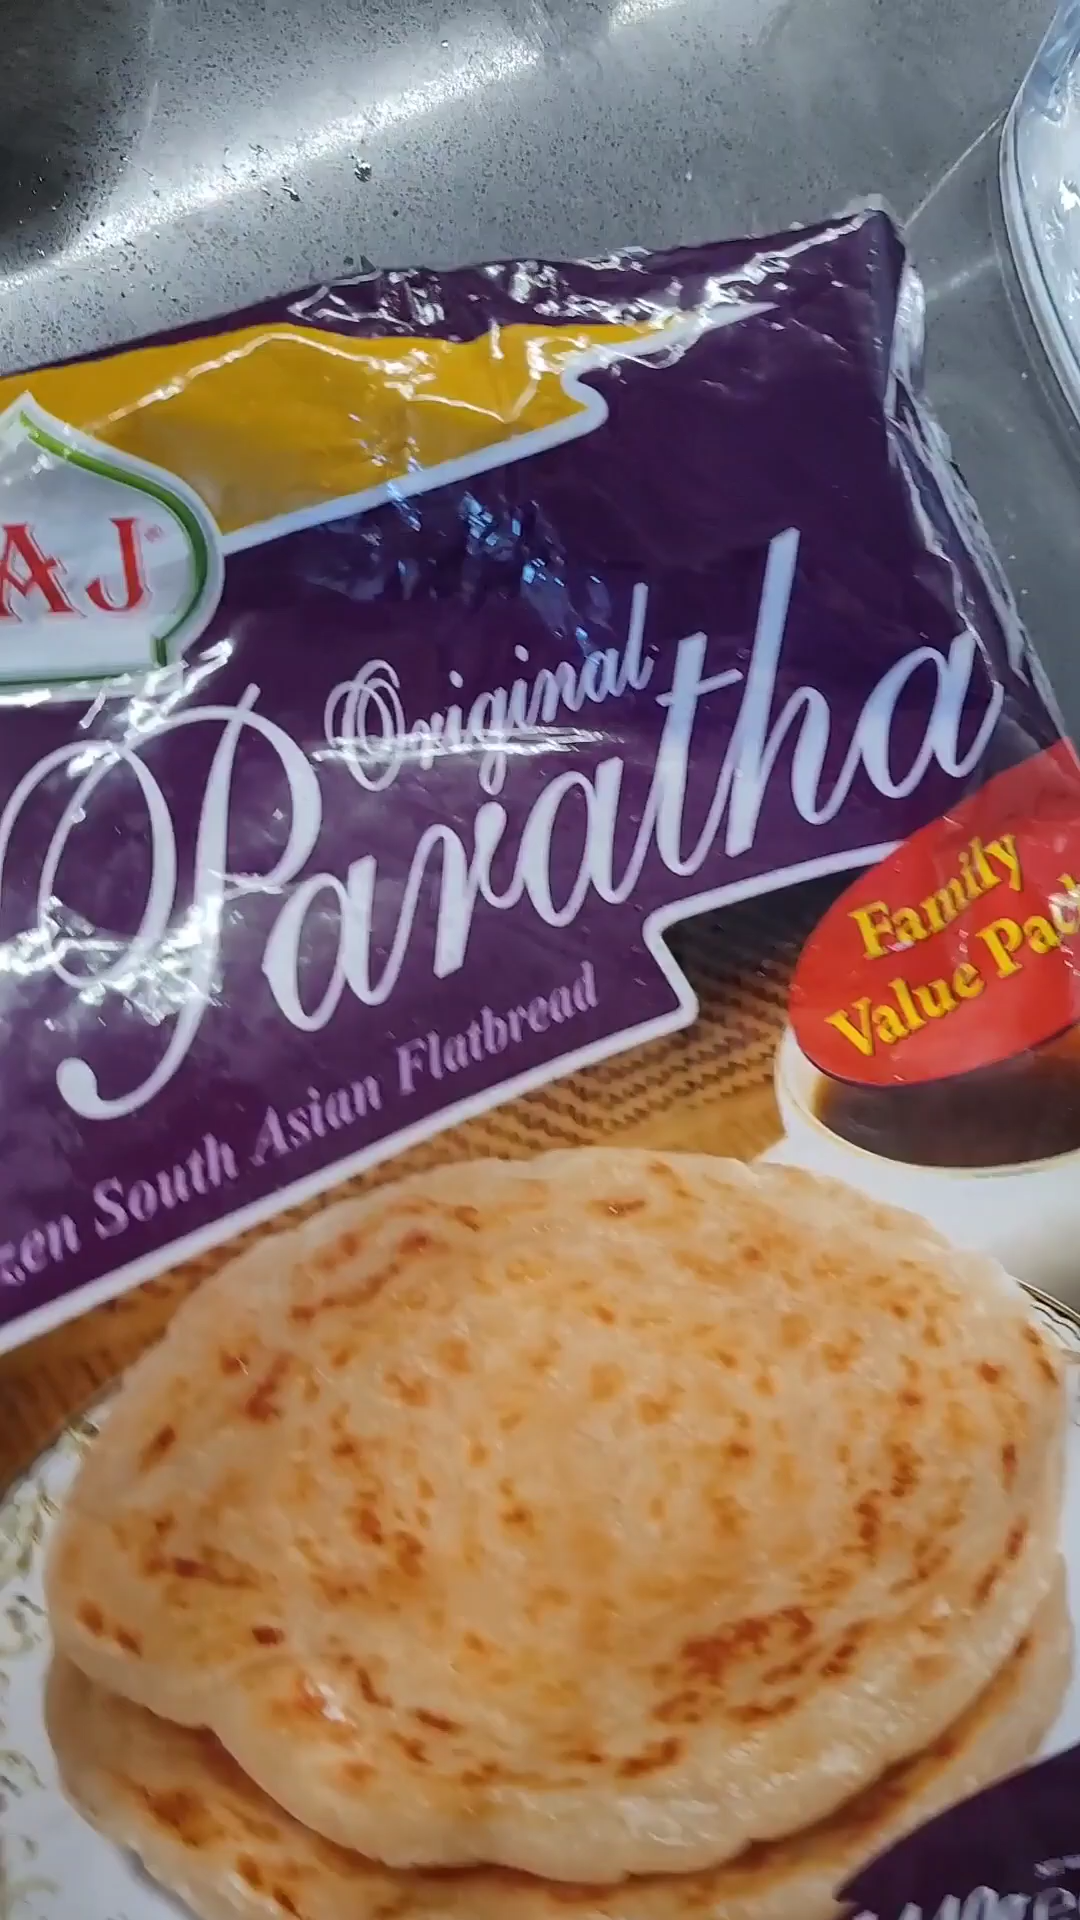 AJ
Original
Paratha
Family
Value Pac
zen South Asian Flatbread